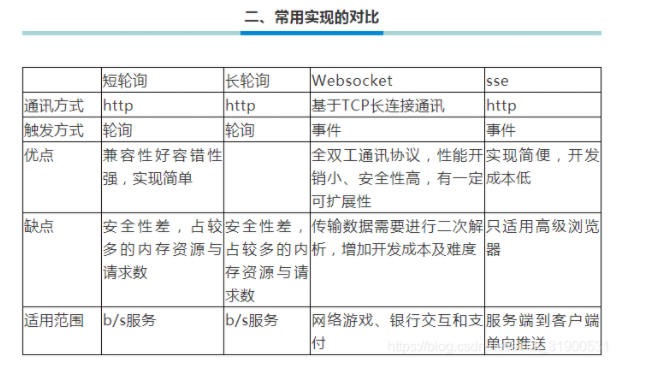 二、常用实现的对比
短轮询 长轮询 Websocket sse
通讯方式 http http 基于TCP长连接通讯 http
触发方式 轮询 轮询 事件 事件
优点 兼容性好容错性 全双工通讯协议，性能开 实现简便，开发
强，实现简单 销小、安全性高，有一定 成本低
可扩展性
缺点 安全性差，占较 安全性差， 传输数据需要进行二次解 只适用高级浏览
多的内存资源与 占较多的内 析，增加开发成本及难度 器
请求数 存资源与请
求数
适用范围 b/s服务 b/s服务 网络游戏、银行交互和支 服务端到客户端
付 单向推送